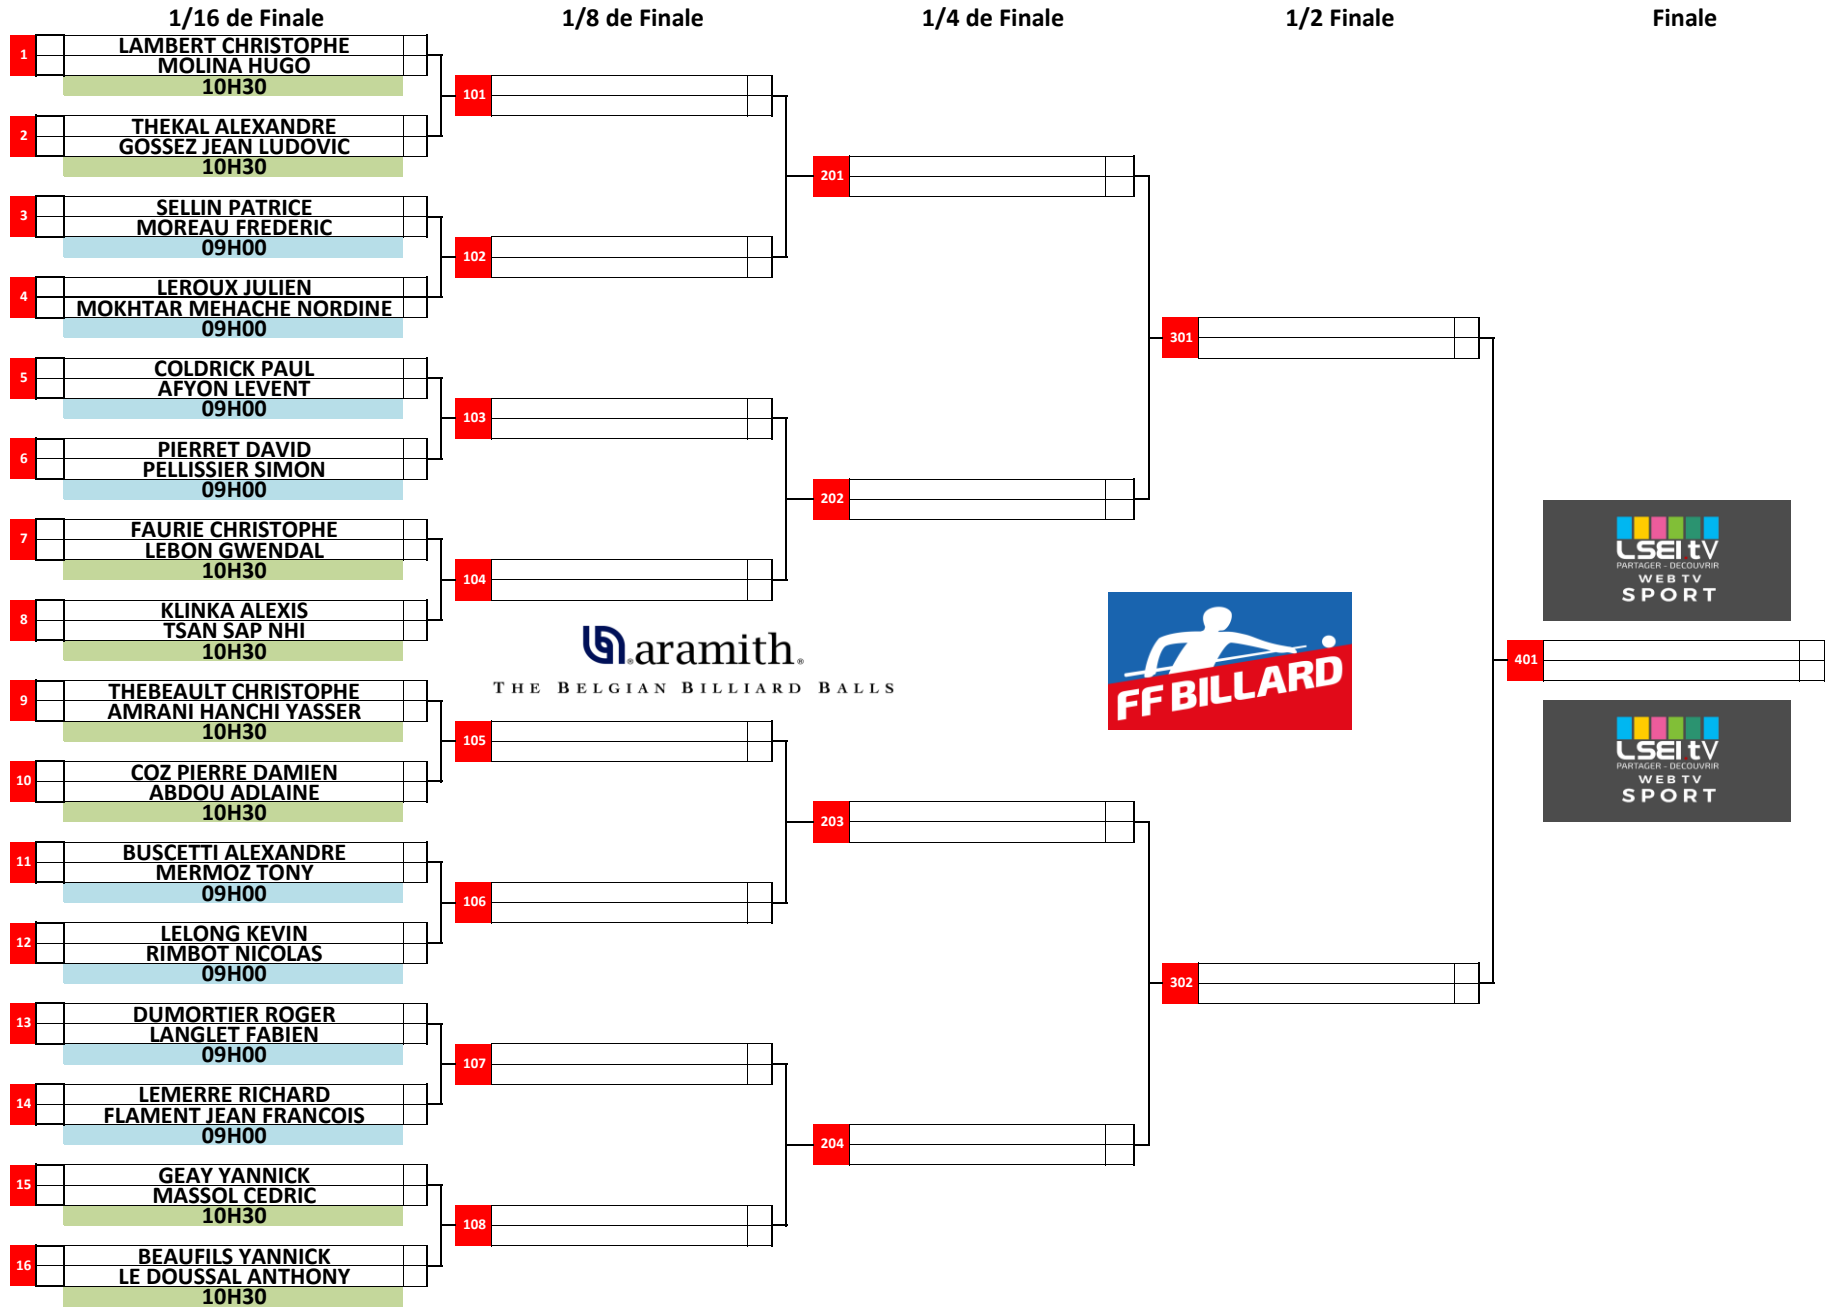 1/16 de Finale
1/8 de Finale
1/4 de Finale
1/2 Finale
Finale
1
LAMBERT CHRISTOPHE
MOLINA HUGO
10H30
2
THEKAL ALEXANDRE
GOSSEZ JEAN LUDOVIC
10H30
3
SELLIN PATRICE
MOREAU FREDERIC
09H00
4
LEROUX JULIEN
MOKHTAR MEHACHE NORDINE
09H00
5
COLDRICK PAUL
AFYON LEVENT
09H00
6
PIERRET DAVID
PELLISSIER SIMON
09H00
7
FAURIE CHRISTOPHE
LEBON GWENDAL
10H30
8
KLINKA ALEXIS
TSAN SAP NHI
10H30
9
THEBEAULT CHRISTOPHE
AMRANI HANCHI YASSER
10H30
10
COZ PIERRE DAMIEN
ABDOU ADLAINE
10H30
11
BUSCETTI ALEXANDRE
MERMOZ TONY
09H00
12
LELONG KEVIN
RIMBOT NICOLAS
09H00
13
DUMORTIER ROGER
LANGLET FABIEN
09H00
14
LEMERRE RICHARD
FLAMENT JEAN FRANCOIS
09H00
15
GEAY YANNICK
MASSOL CEDRIC
10H30
16
BEAUFILS YANNICK
LE DOUSSAL ANTHONY
10H30
101
102
103
104
aramith
THE BELGIAN BILLIARD BALLS
105
106
107
108
201
202
203
204
301
FF BILLARD
302
LSEI.tV
PARTAGER - DECOUVRIR
WEB TV
SPORT
401
LSEI.tV
PARTAGER - DECOUVRIR
WEB TV
SPORT